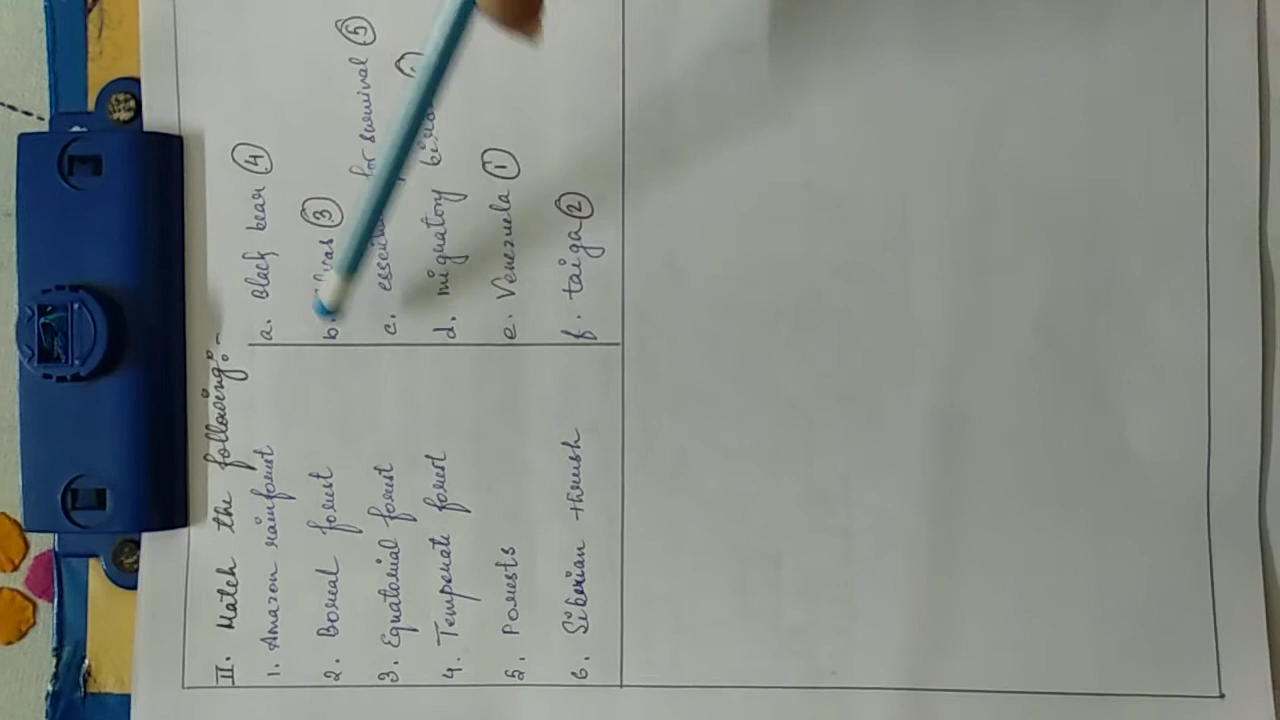 II. Match the following:-
1. Amazon rainforest a. black bear ④
2. Boreal forest b. ③
3. Equatorial forest c. for survival ⑤
4. Temperate forest d. migratory
5. Forests e. Venezuela ①
6. Siberian thrush f. taiga ②